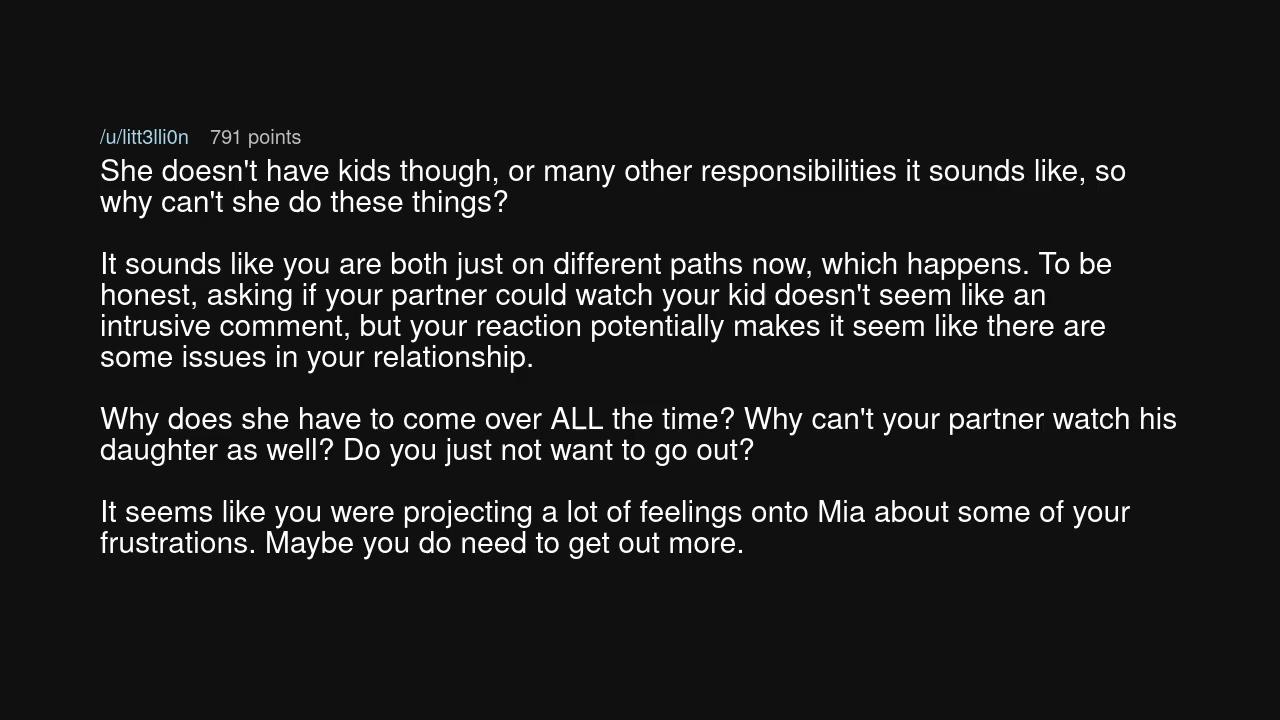 /u/litt3lli0n 791 points
She doesn't have kids though, or many other responsibilities it sounds like, so
why can't she do these things?
It sounds like you are both just on different paths now, which happens. To be
honest, asking if your partner could watch your kid doesn't seem like an
intrusive comment, but your reaction potentially makes it seem like there are
some issues in your relationship.
Why does she have to come over ALL the time? Why can't your partner watch his
daughter as well? Do you just not want to go out?
It seems like you were projecting a lot of feelings onto Mia about some of your
frustrations. Maybe you do need to get out more.